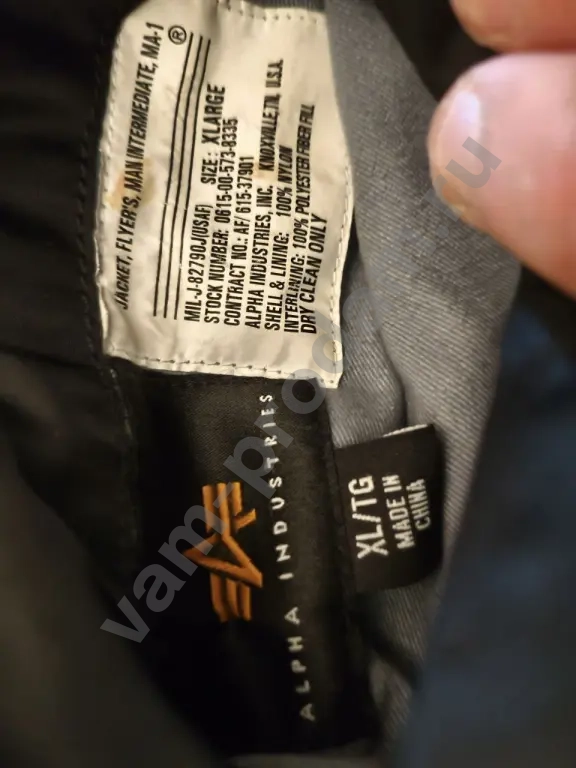 JACKET, FLYER'S, MAN INTERMEDIATE, MA-1
®
MIL-J-82790J(USAF) SIZE: XLARGE
STOCK NUMBER: 0615-00-573-8335
CONTRACT NO.: AF/ 615-37901
ALPHA INDUSTRIES, INC. KNOXVILLE,TN, U.S.A.
SHELL & LINING: 100% NYLON
INTERLINING: 100% POLYESTER FIBER FILL
DRY CLEAN ONLY
ALPHA INDUSTRIES
XL/TG
MADE IN
CHINA